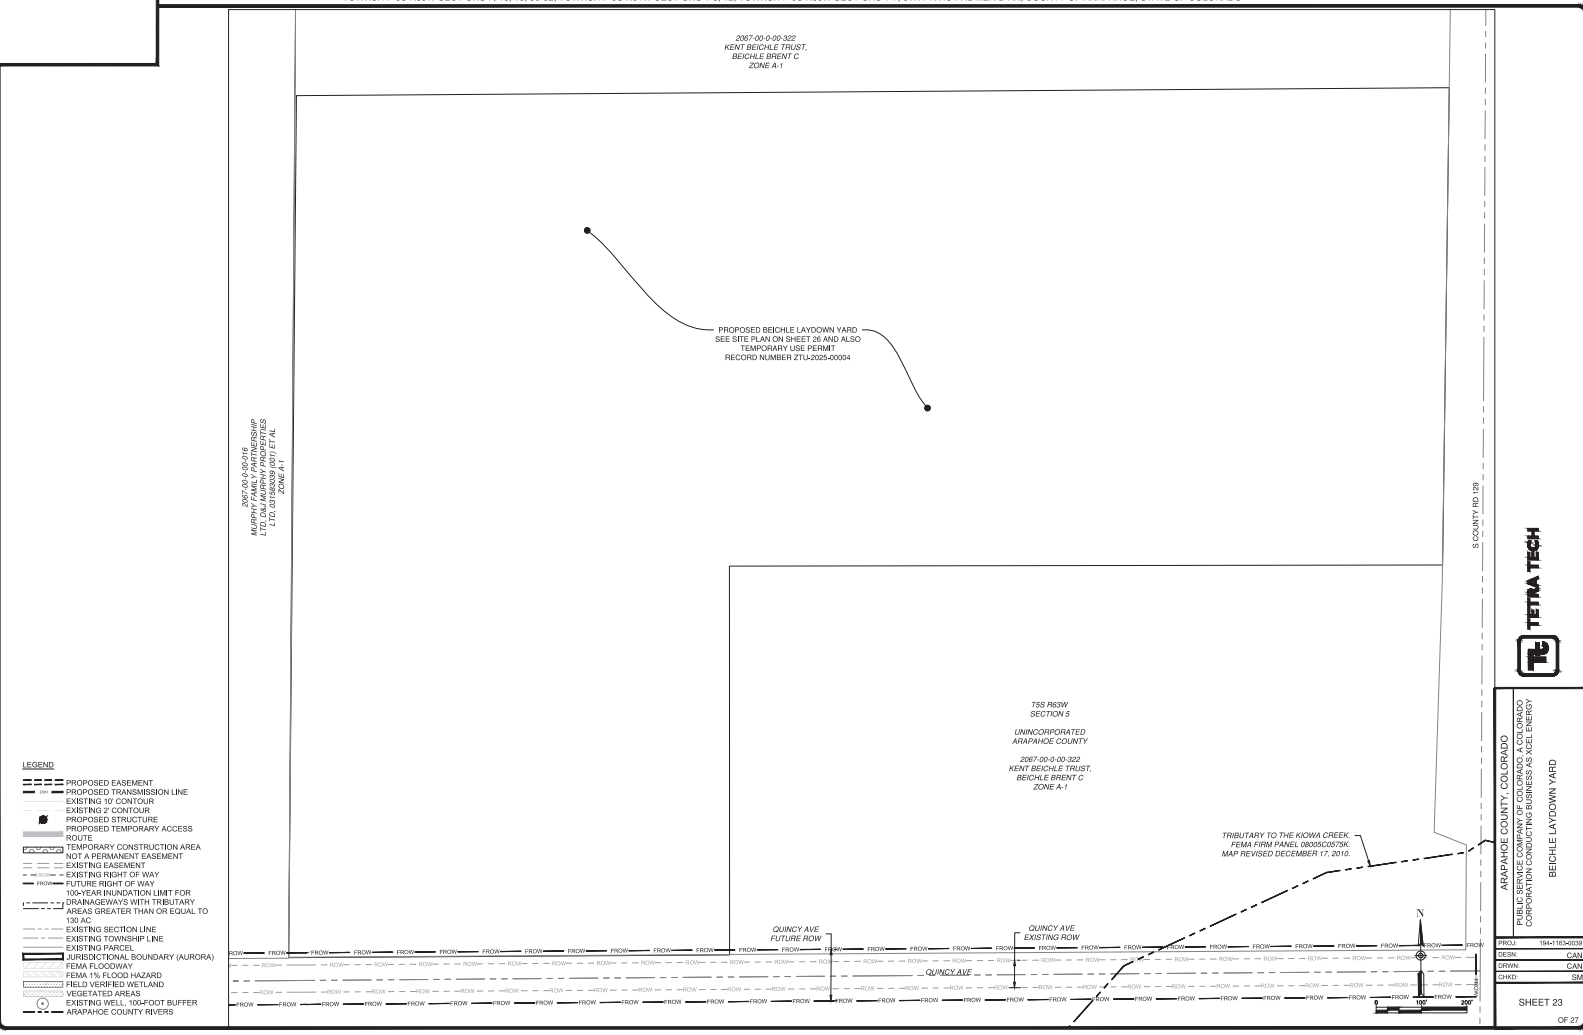 2067-00-0-00-322
KENT BEICHLE TRUST,
BEICHLE BRENT C
ZONE A-1
PROPOSED BEICHLE LAYDOWN YARD
SEE SITE PLAN ON SHEET 26 AND ALSO
TEMPORARY USE PERMIT
RECORD NUMBER ZTU-2025-00004
2067-00-0-00-016
MURPHY FAMILY PARTNERSHIP
LTD, D&J MURPHY PROPERTIES
LTD, 031583039 (001) ET AL
ZONE A-1
S COUNTY RD 129
T5S R63W
SECTION 5
UNINCORPORATED
ARAPAHOE COUNTY
2067-00-0-00-322
KENT BEICHLE TRUST,
BEICHLE BRENT C
ZONE A-1
TRIBUTARY TO THE KIOWA CREEK.
FEMA FIRM PANEL 08005C0575K.
MAP REVISED DECEMBER 17, 2010.
QUINCY AVE
FUTURE ROW
QUINCY AVE
EXISTING ROW
QUINCY AVE
N
0 100' 200'
LEGEND
PROPOSED EASEMENT
PROPOSED TRANSMISSION LINE
EXISTING 10' CONTOUR
EXISTING 2' CONTOUR
PROPOSED STRUCTURE
PROPOSED TEMPORARY ACCESS
ROUTE
TEMPORARY CONSTRUCTION AREA
NOT A PERMANENT EASEMENT
EXISTING EASEMENT
EXISTING RIGHT OF WAY
FROW FUTURE RIGHT OF WAY
100-YEAR INUNDATION LIMIT FOR
DRAINAGEWAYS WITH TRIBUTARY
AREAS GREATER THAN OR EQUAL TO
130 AC
EXISTING SECTION LINE
EXISTING TOWNSHIP LINE
EXISTING PARCEL
JURISDICTIONAL BOUNDARY (AURORA)
FEMA FLOODWAY
FEMA 1% FLOOD HAZARD
FIELD VERIFIED WETLAND
VEGETATED AREAS
EXISTING WELL, 100-FOOT BUFFER
ARAPAHOE COUNTY RIVERS
TETRA TECH
ARAPAHOE COUNTY, COLORADO
PUBLIC SERVICE COMPANY OF COLORADO, A COLORADO
CORPORATION CONDUCTING BUSINESS AS XCEL ENERGY
BEICHLE LAYDOWN YARD
PROJ: 194-1163-0039
DESN: CAN
DRWN: CAN
CHKD: SM
SHEET 23
OF 27